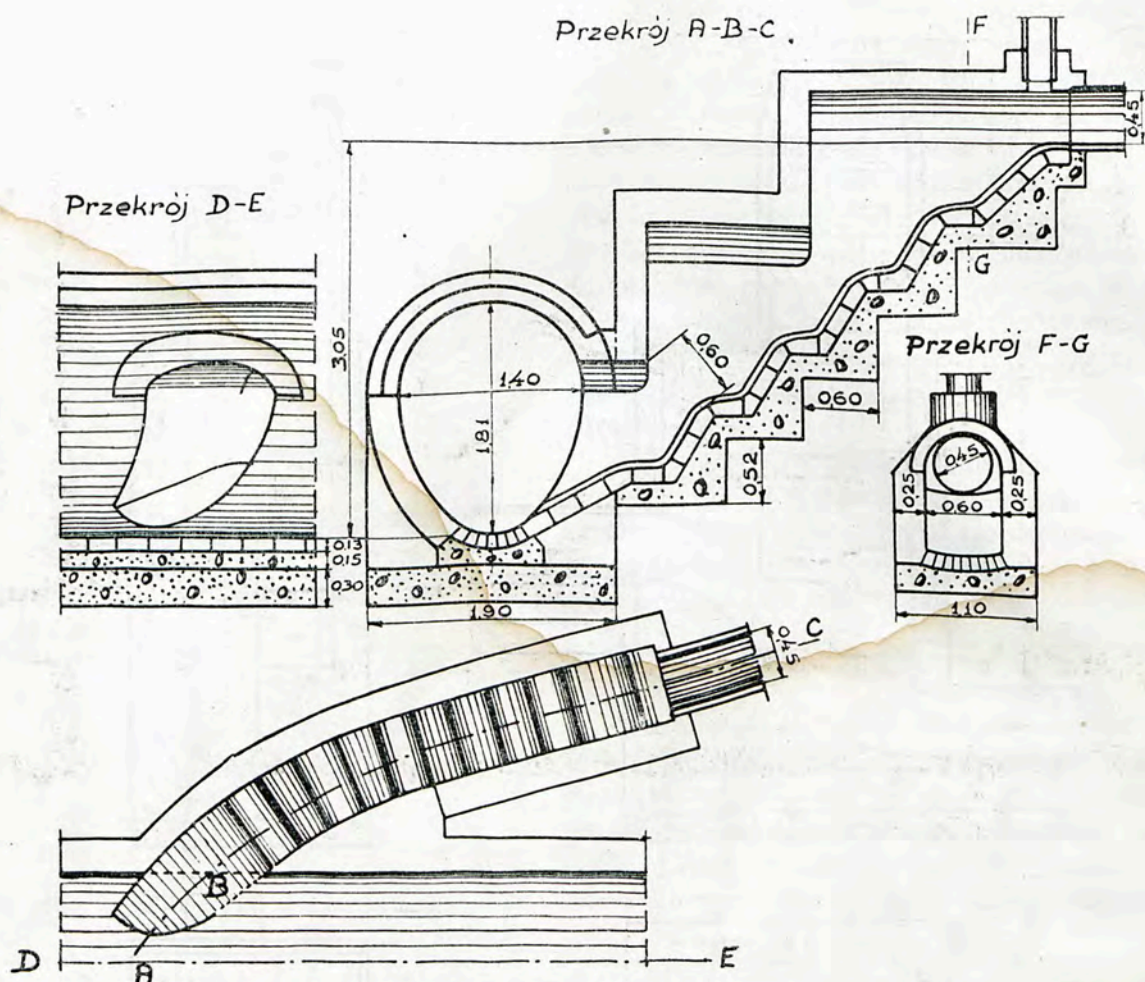 Przekrój A-B-C.
F
0,45
Przekrój D-E
3,05
G
0,60
Przekrój F-G
1,40
1,81
0,60
0,52
0,45
0,25
0,60
0,25
0,13
0,15
0,30
1,90
1,10
0,45
C
B
D
A
E